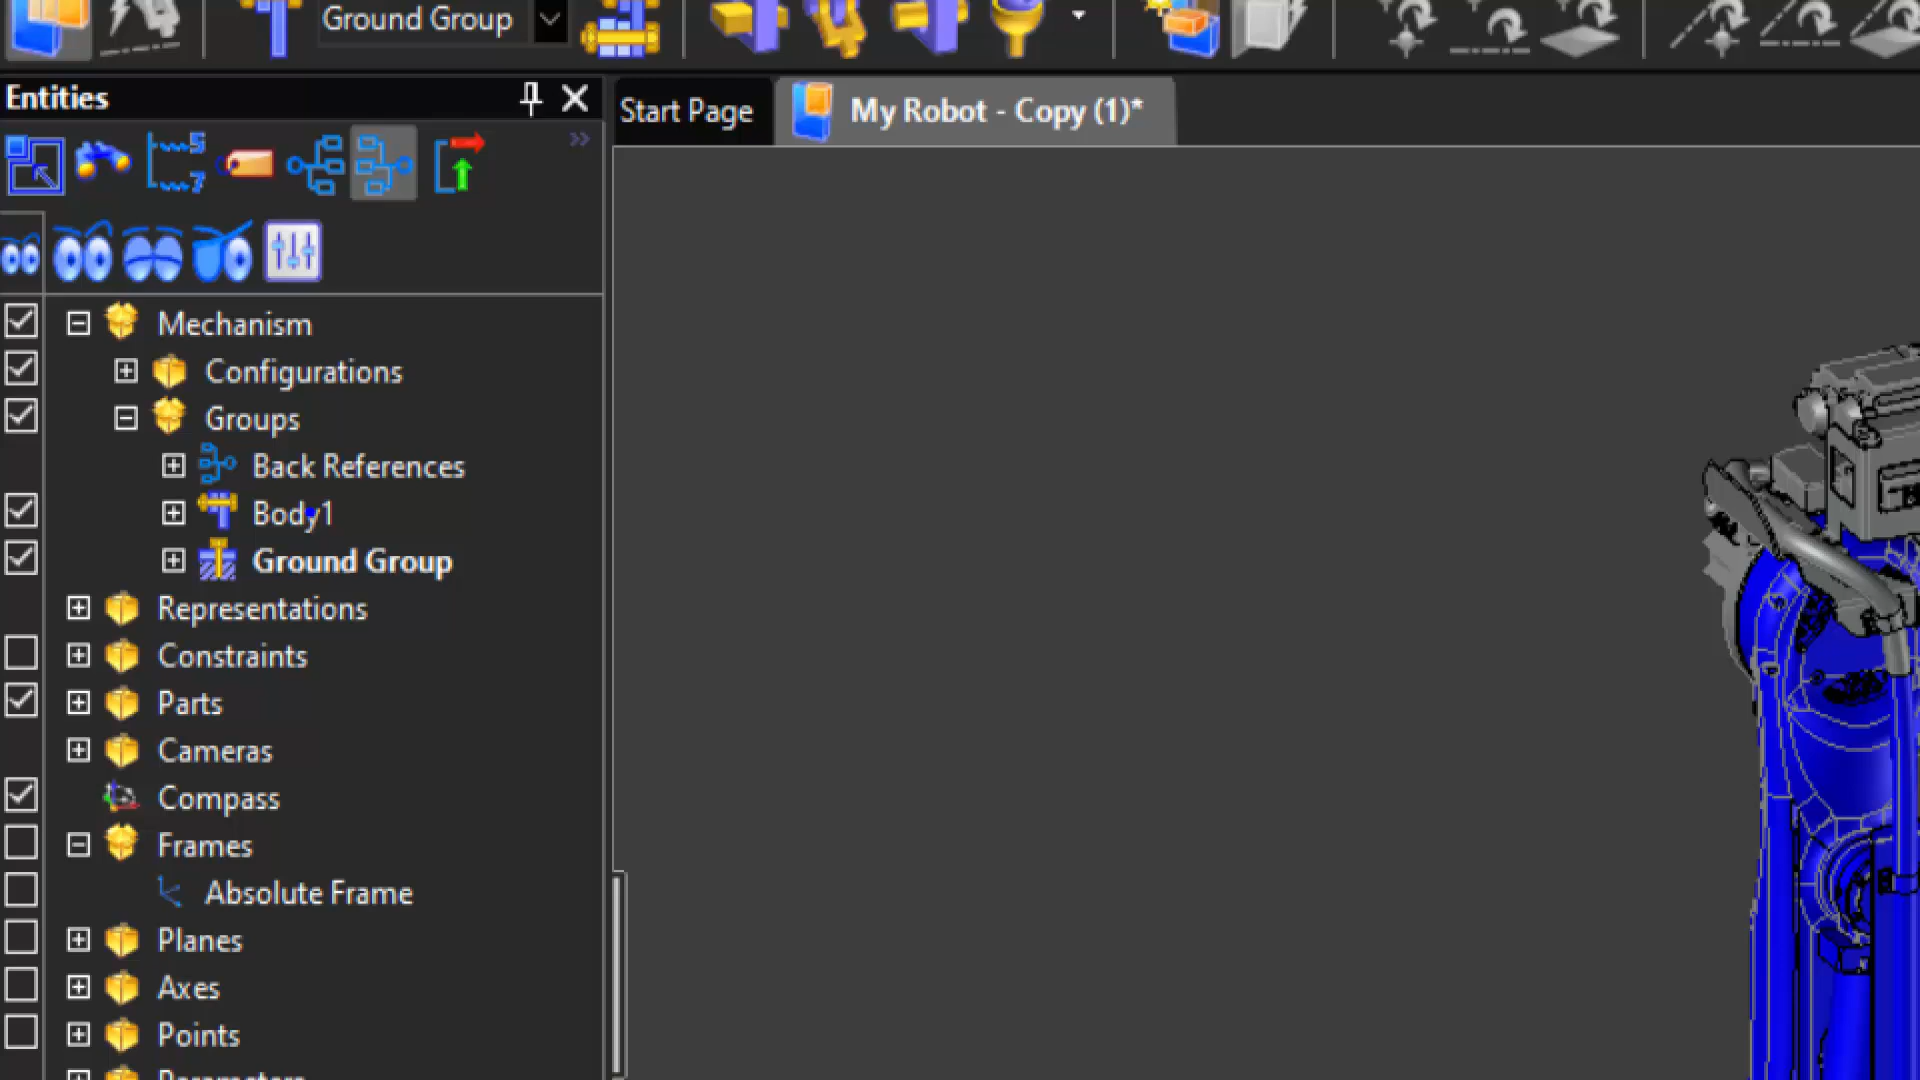 Ground Group
Entities
Start Page
My Robot - Copy (1)*
Mechanism
Configurations
Groups
Back References
Body1
Ground Group
Representations
Constraints
Parts
Cameras
Compass
Frames
Absolute Frame
Planes
Axes
Points